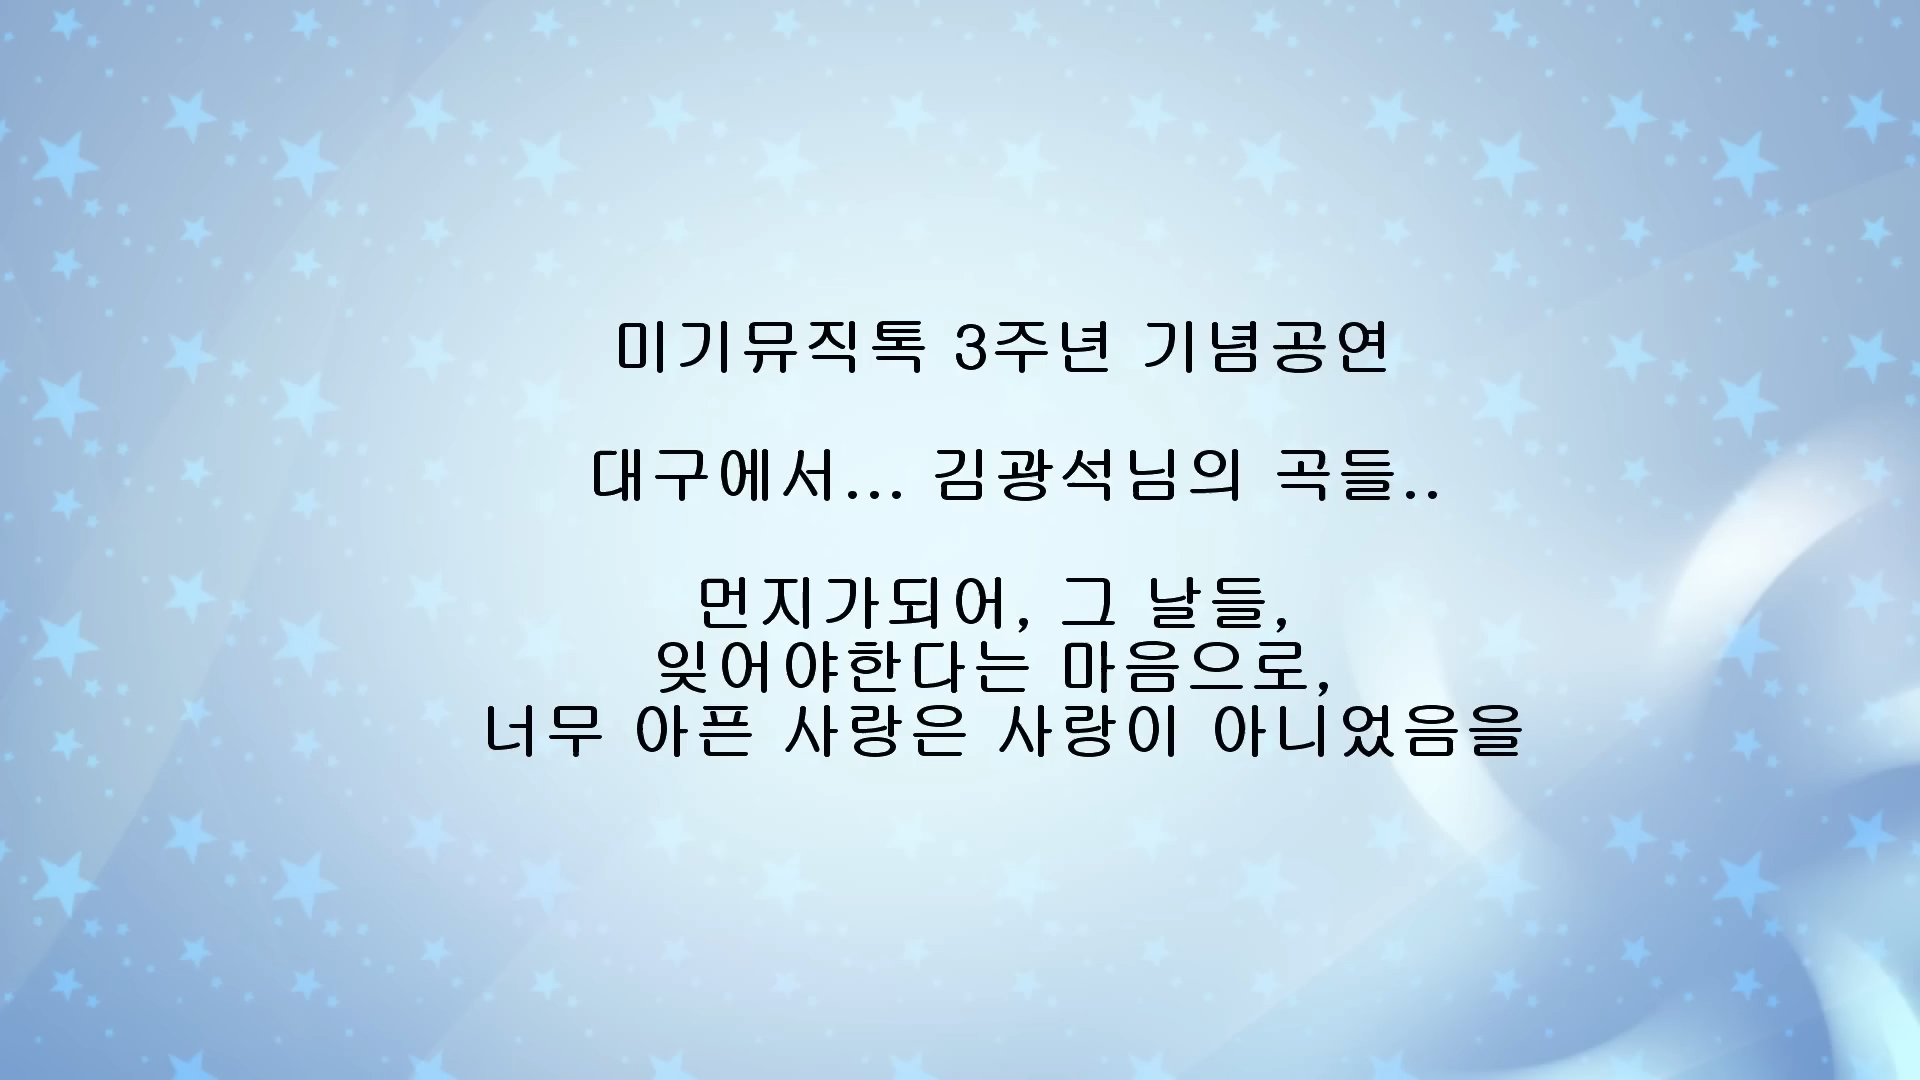 미기뮤직톡 3주년 기념공연
대구에서... 김광석님의 곡들..
먼지가되어, 그 날들,
잊어야한다는 마음으로,
너무 아픈 사랑은 사랑이 아니었음을